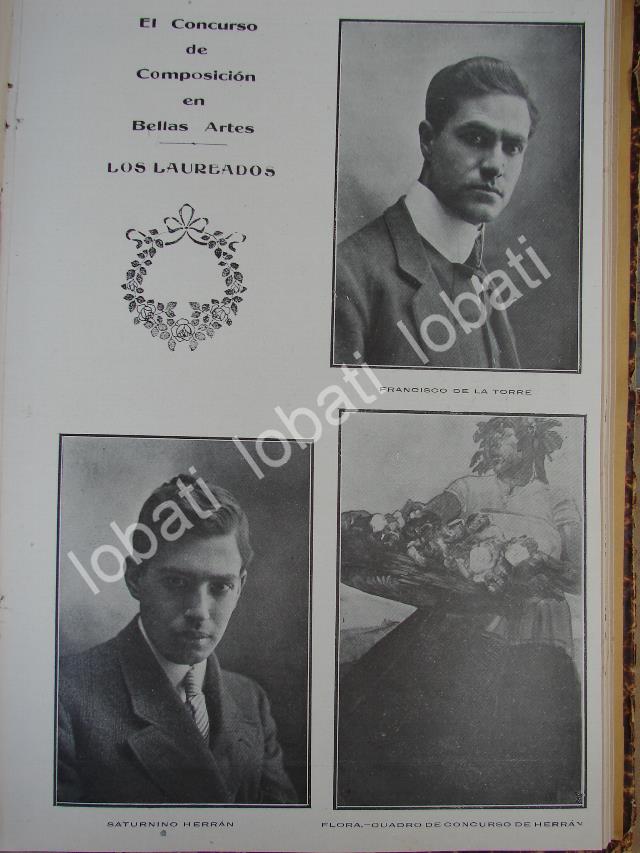 El Concurso
de
Composición
en
Bellas Artes
LOS LAUREADOS
FRANCISCO DE LA TORRE
SATURNINO HERRÁN
FLORA.—CUADRO DE CONCURSO DE HERRÁN
lobati lobati lobati lobati